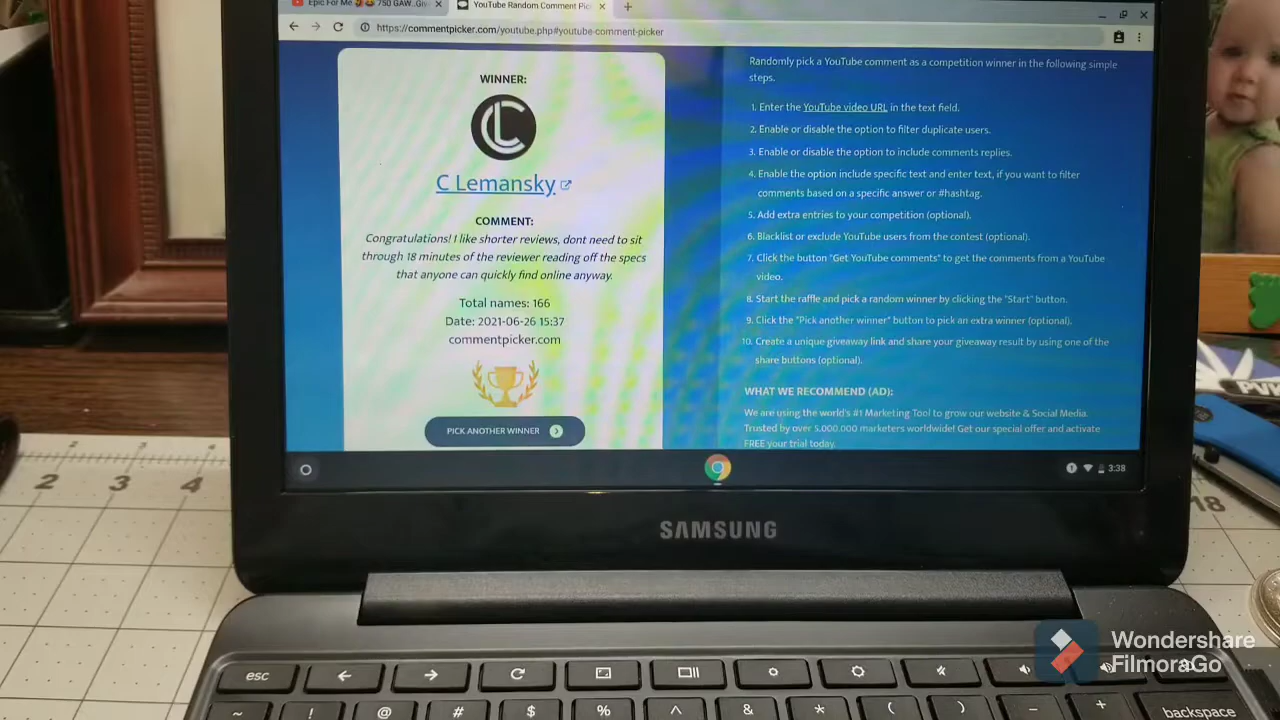 Epic For Me 🤣 😂 750 GAW..Giv
YouTube Random Comment Pic
https://commentpicker.com/youtube.php#youtube-comment-picker
WINNER:
C Lemansky
COMMENT:
Congratulations! I like shorter reviews, dont need to sit
through 18 minutes of the reviewer reading off the specs
that anyone can quickly find online anyway.
Total names: 166
Date: 2021-06-26 15:37
commentpicker.com
PICK ANOTHER WINNER
Randomly pick a YouTube comment as a competition winner in the following simple
steps.
1. Enter the YouTube video URL in the text field.
2. Enable or disable the option to filter duplicate users.
3. Enable or disable the option to include comments replies.
4. Enable the option include specific text and enter text, if you want to filter
comments based on a specific answer or #hashtag.
5. Add extra entries to your competition (optional).
6. Blacklist or exclude YouTube users from the contest (optional).
7. Click the button "Get YouTube comments" to get the comments from a YouTube
video.
8. Start the raffle and pick a random winner by clicking the "Start" button.
9. Click the "Pick another winner" button to pick an extra winner (optional).
10. Create a unique giveaway link and share your giveaway result by using one of the
share buttons (optional).
WHAT WE RECOMMEND (AD):
We are using the world's #1 Marketing Tool to grow our website & Social Media.
Trusted by over 5.000.000 marketers worldwide! Get our special offer and activate
FREE your trial today.
3:38
SAMSUNG
2 3 4
18
esc
~ ! @ # $ % ^ & * ( ) – + backspace
Wondershare
FilmoraGo